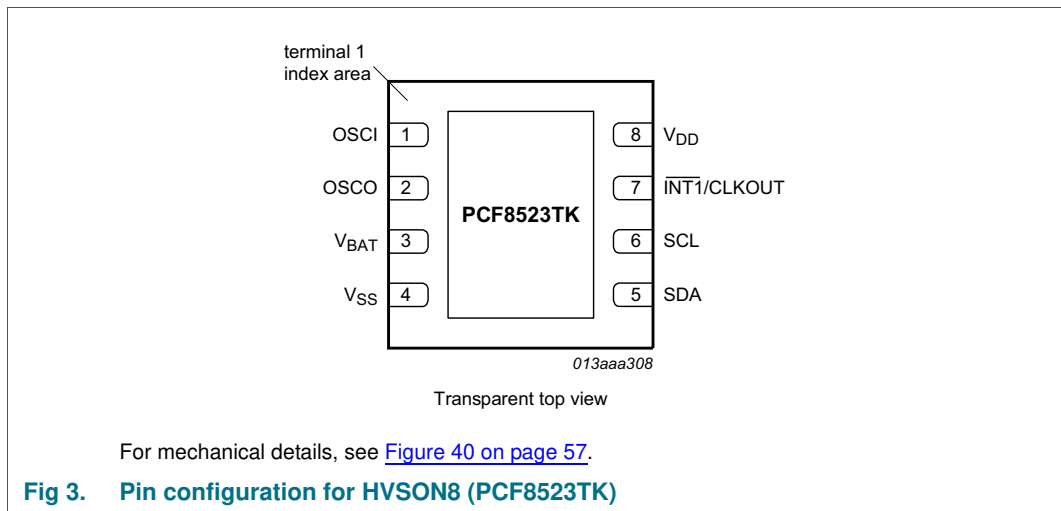 terminal 1
index area
OSCI 1
8 VDD
OSCO 2
7 INT1/CLKOUT
PCF8523TK
VBAT 3
6 SCL
VSS 4
5 SDA
013aaa308
Transparent top view
For mechanical details, see Figure 40 on page 57.
Fig 3. Pin configuration for HVSON8 (PCF8523TK)